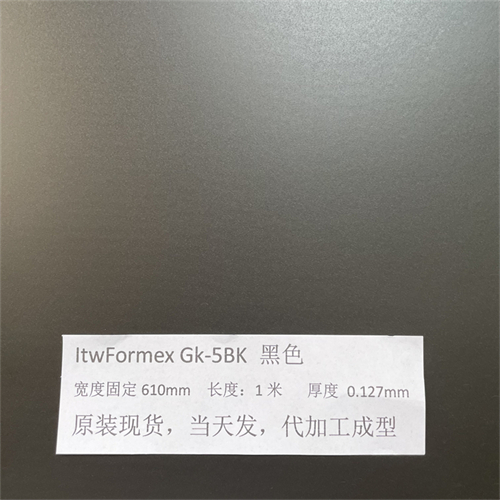 ItwFormex Gk-5BK 黑色
宽度固定 610mm 长度：1 米 厚度 0.127mm
原装现货，当天发，代加工成型